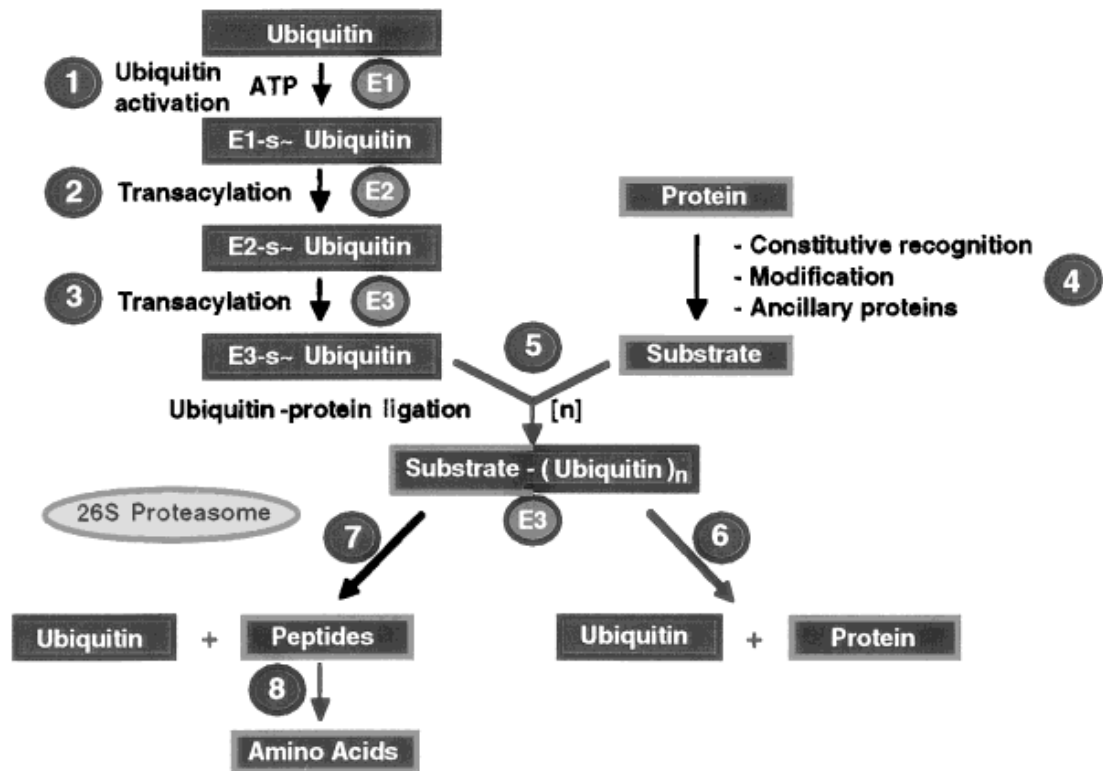 Ubiquitin
1
Ubiquitin
activation
ATP
E1
E1-s~ Ubiquitin
2
Transacylation
E2
E2-s~ Ubiquitin
3
Transacylation
E3
E3-s~ Ubiquitin
Protein
- Constitutive recognition
- Modification
- Ancillary proteins
4
Substrate
5
Ubiquitin-protein ligation
[n]
Substrate - (Ubiquitin)n
E3
26S Proteasome
7
6
Ubiquitin + Peptides
Ubiquitin + Protein
8
Amino Acids